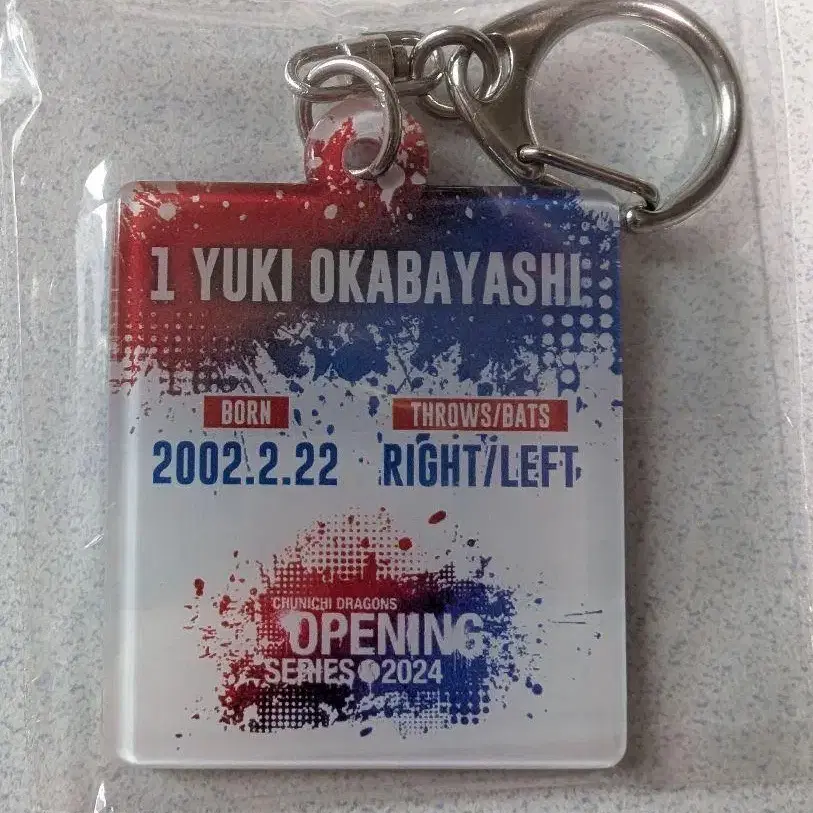 1 YUKI OKABAYASHI
BORN
THROWS/BATS
2002.2.22
RIGHT/LEFT
CHUNICHI DRAGONS
OPENING
SERIES 2024